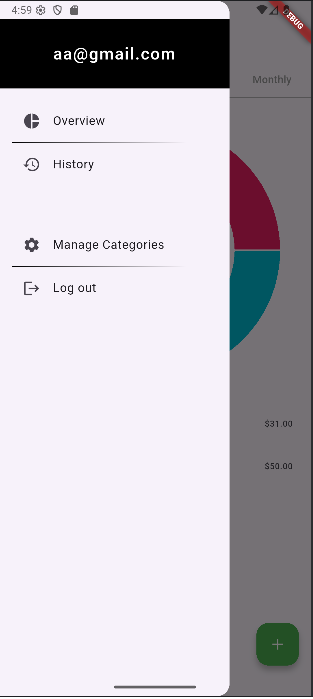 4:59
DEBUG
aa@gmail.com
Monthly
Overview
History
Manage Categories
Log out
$31.00
$50.00